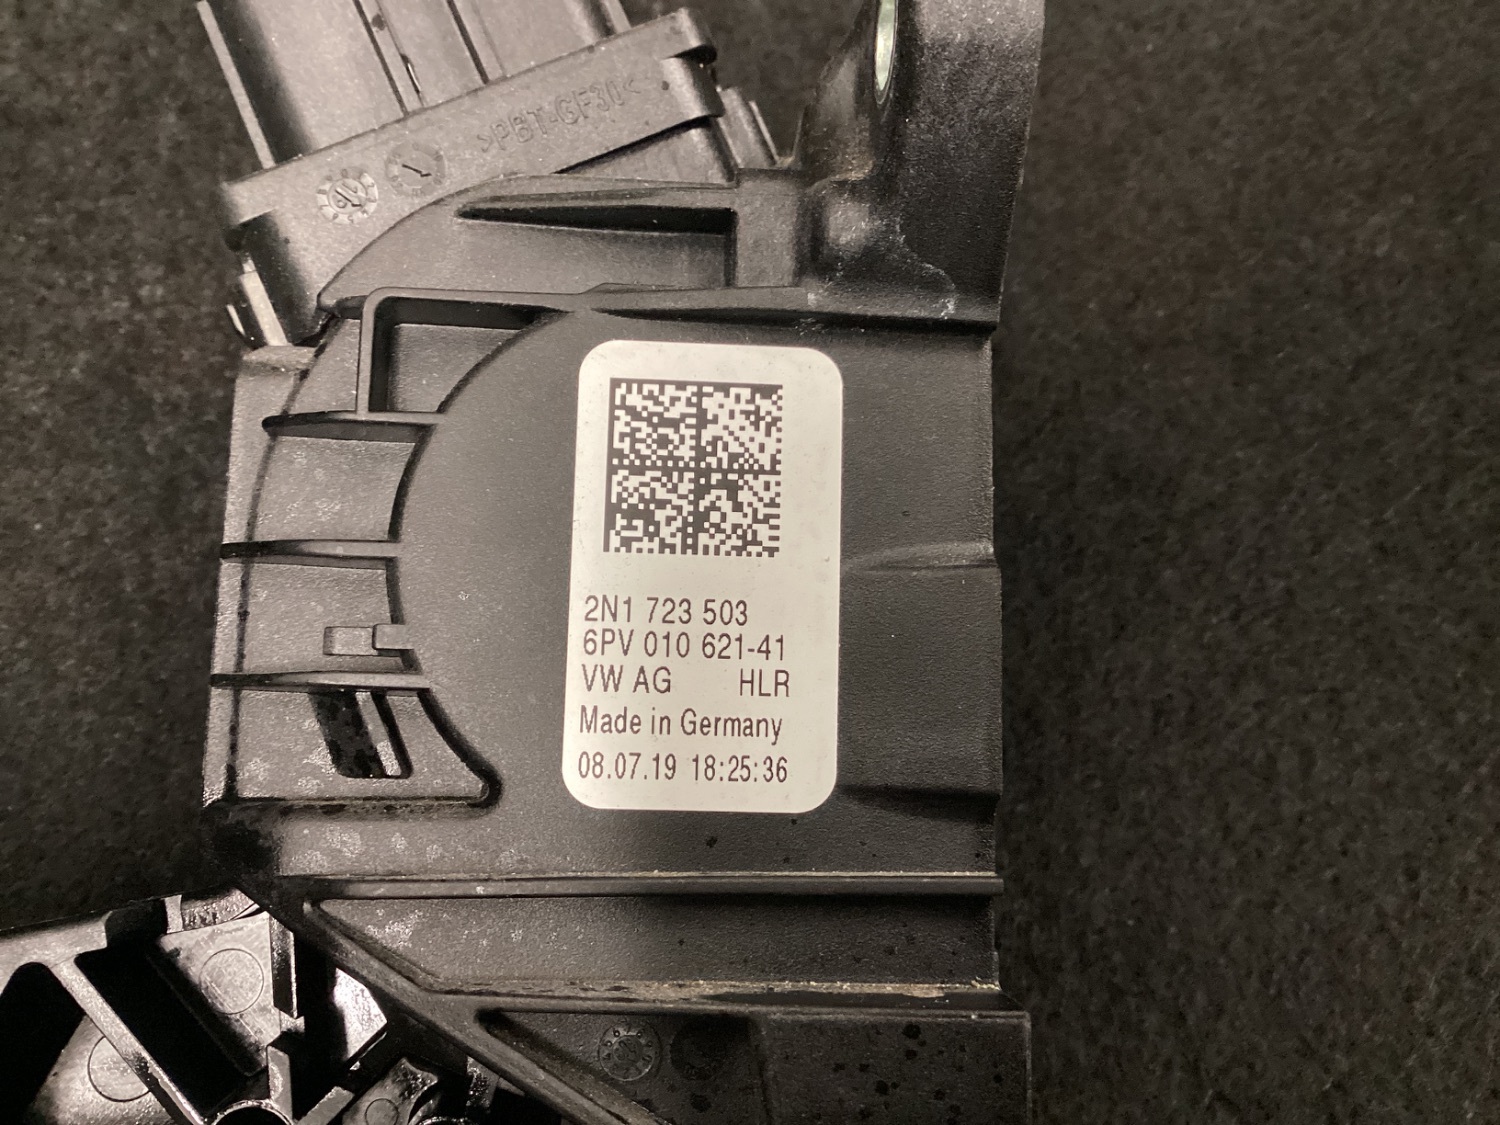 >PBT-GF30<
2N1 723 503
6PV 010 621-41
VW AG HLR
Made in Germany
08.07.19 18:25:36